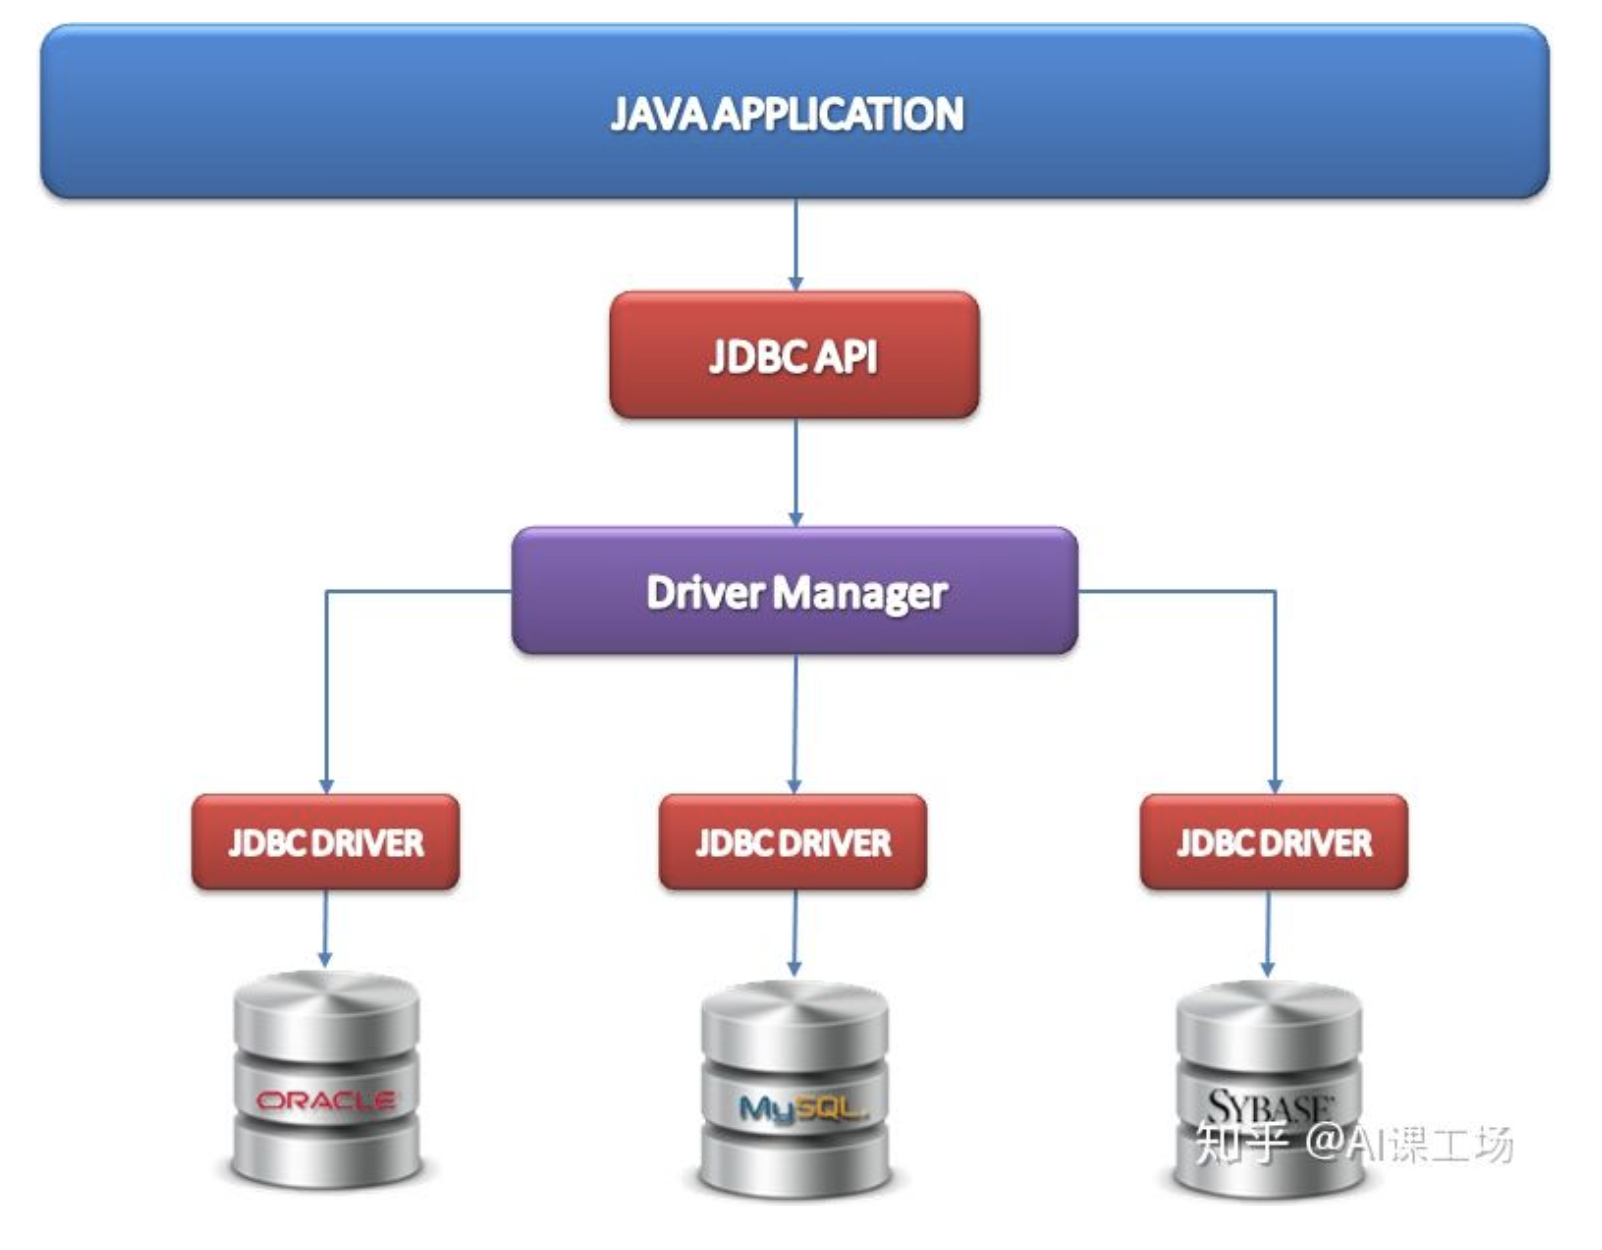 JAVA APPLICATION
JDBC API
Driver Manager
JDBC DRIVER
JDBC DRIVER
JDBC DRIVER
ORACLE
MySQL
SYBASE
知乎 @AI课工场